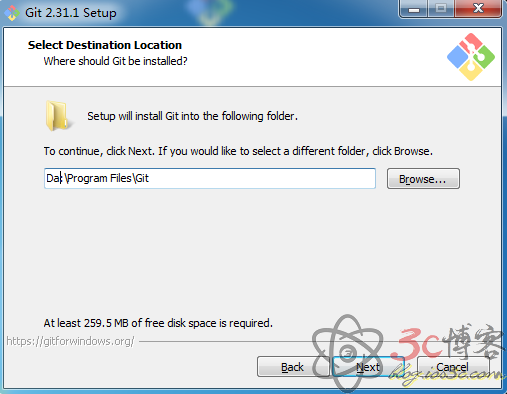 Git 2.31.1 Setup
Select Destination Location
Where should Git be installed?
Setup will install Git into the following folder.
To continue, click Next. If you would like to select a different folder, click Browse.
Da:\Program Files\Git
Browse...
At least 259.5 MB of free disk space is required.
https://gitforwindows.org/
3c博客
Back
Next
Cancel
blog.ios3c.com